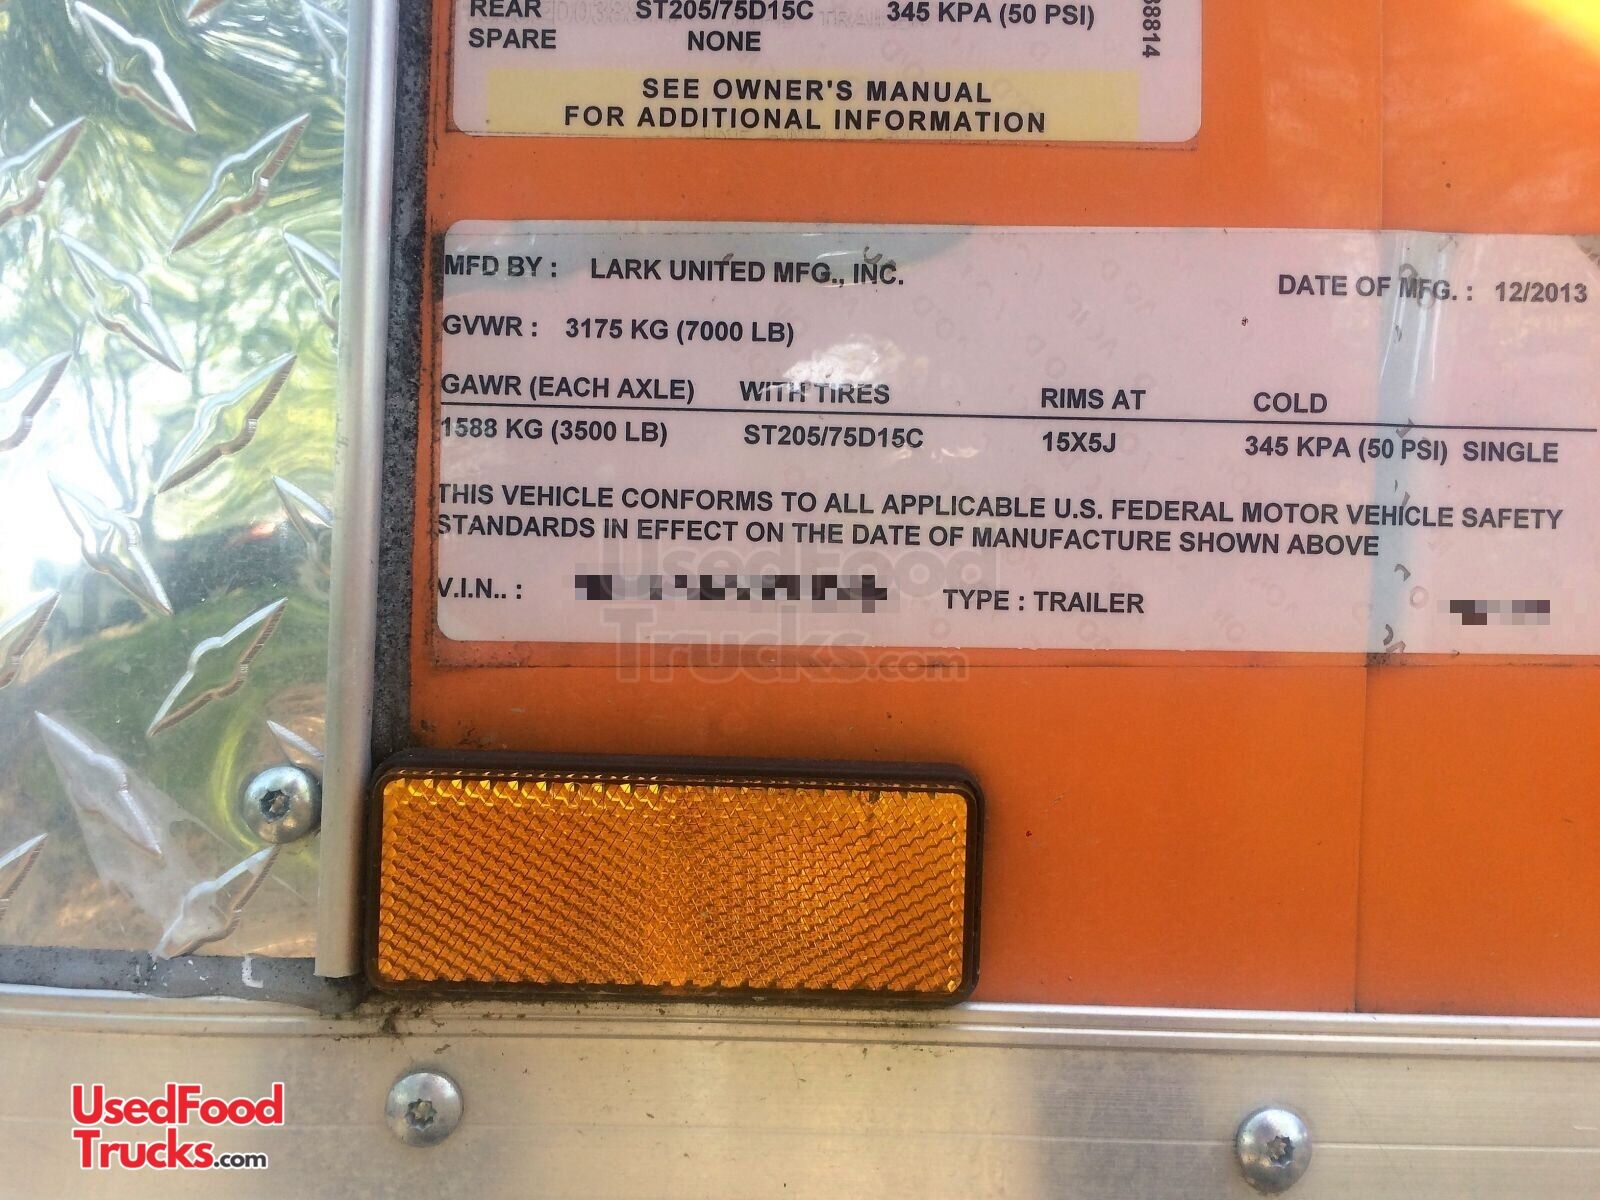 REAR ST205/75D15C 345 KPA (50 PSI)
SPARE NONE
SEE OWNER'S MANUAL
FOR ADDITIONAL INFORMATION
38814
MFD BY : LARK UNITED MFG., INC. DATE OF MFG. : 12/2013
GVWR : 3175 KG (7000 LB)
GAWR (EACH AXLE) WITH TIRES RIMS AT COLD
1588 KG (3500 LB) ST205/75D15C 15X5J 345 KPA (50 PSI) SINGLE
THIS VEHICLE CONFORMS TO ALL APPLICABLE U.S. FEDERAL MOTOR VEHICLE SAFETY
STANDARDS IN EFFECT ON THE DATE OF MANUFACTURE SHOWN ABOVE
V.I.N.. : TYPE : TRAILER
UsedFood
Trucks.com
UsedFood
Trucks.com